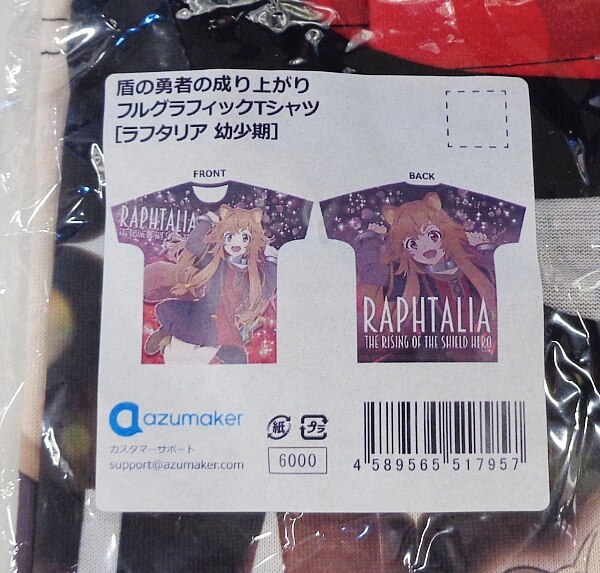 盾の勇者の成り上がり
フルグラフィックTシャツ
[ラフタリア 幼少期]
FRONT
BACK
RAPHTALIA
THE RISING OF THE SHIELD HERO
RAPHTALIA
THE RISING OF THE SHIELD HERO
azumaker
カスタマーサポート
support@azumaker.com
紙
プラ
6000
4 589565 517957